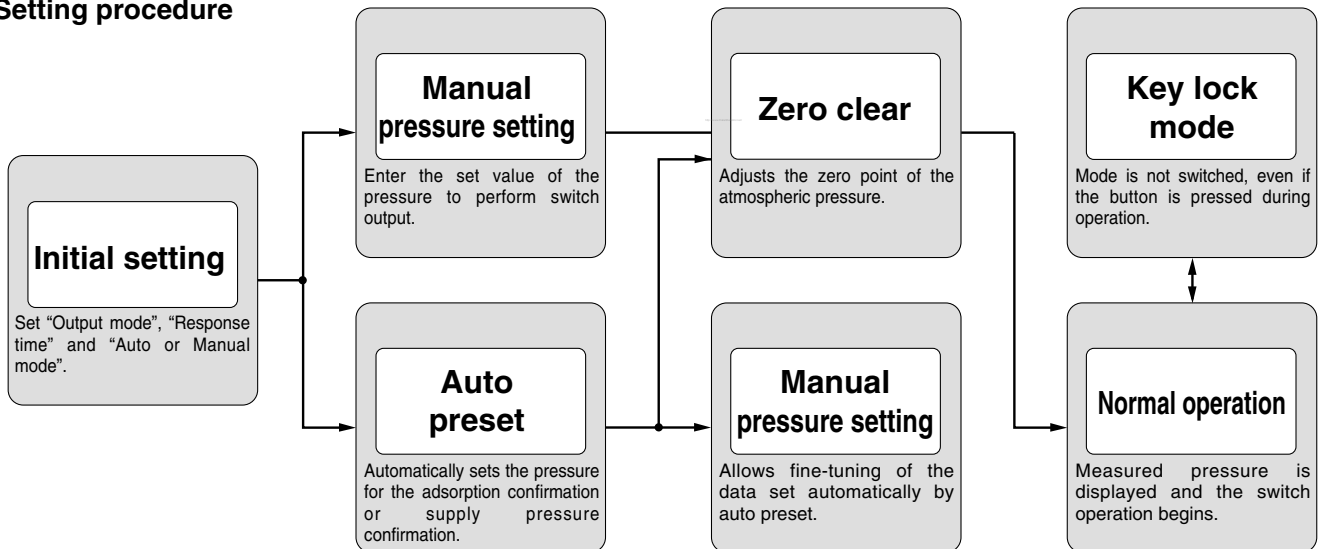 Setting procedure
Initial setting
Set “Output mode”, “Response
time” and “Auto or Manual
mode”.
Manual
pressure setting
Enter the set value of the
pressure to perform switch
output.
Auto
preset
Automatically sets the pressure
for the adsorption confirmation
or supply pressure
confirmation.
Zero clear
Adjusts the zero point of the
atmospheric pressure.
Manual
pressure setting
Allows fine-tuning of the
data set automatically by
auto preset.
Key lock
mode
Mode is not switched, even if
the button is pressed during
operation.
Normal operation
Measured pressure is
displayed and the switch
operation begins.